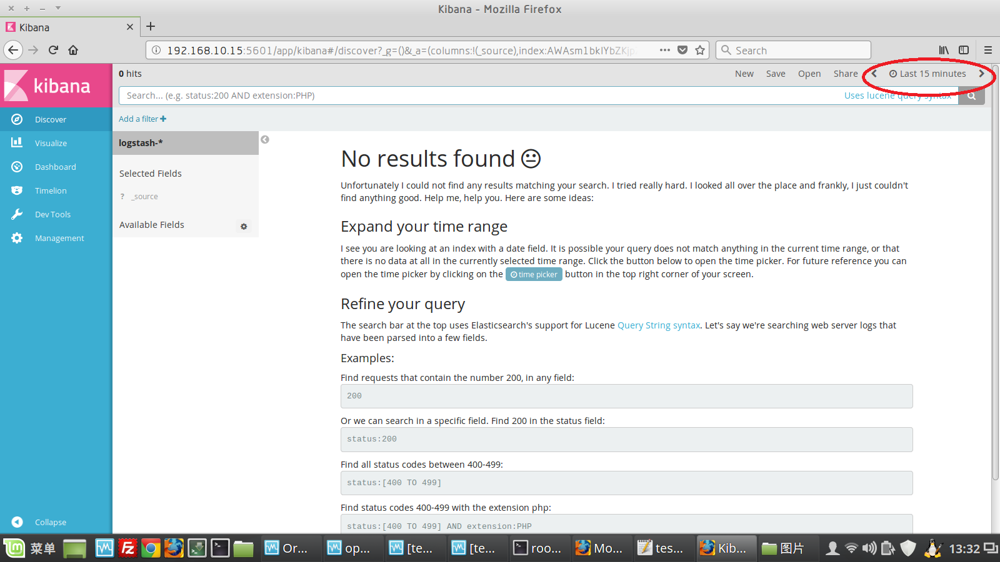 Kibana - Mozilla Firefox
Kibana
192.168.10.15:5601/app/kibana#/discover?_g=()&_a=(columns:!(_source),index:AWAsm1bkIYbZKjp
Search
kibana
0 hits
New Save Open Share Last 15 minutes
Search... (e.g. status:200 AND extension:PHP)
Uses lucene query syntax
Add a filter
Discover
Visualize
Dashboard
Timelion
Dev Tools
Management
Collapse
logstash-*
Selected Fields
? _source
Available Fields
No results found
Unfortunately I could not find any results matching your search. I tried really hard. I looked all over the place and frankly, I just couldn't
find anything good. Help me, help you. Here are some ideas:
Expand your time range
I see you are looking at an index with a date field. It is possible your query does not match anything in the current time range, or that
there is no data at all in the currently selected time range. Click the button below to open the time picker. For future reference you can
open the time picker by clicking on the time picker button in the top right corner of your screen.
Refine your query
The search bar at the top uses Elasticsearch's support for Lucene Query String syntax. Let's say we're searching web server logs that
have been parsed into a few fields.
Examples:
Find requests that contain the number 200, in any field:
200
Or we can search in a specific field. Find 200 in the status field:
status:200
Find all status codes between 400-499:
status:[400 TO 499]
Find status codes 400-499 with the extension php:
status:[400 TO 499] AND extension:PHP
菜单 Or... op... [te... [te... roo... Mo... tes... Kib... 图片 13:32